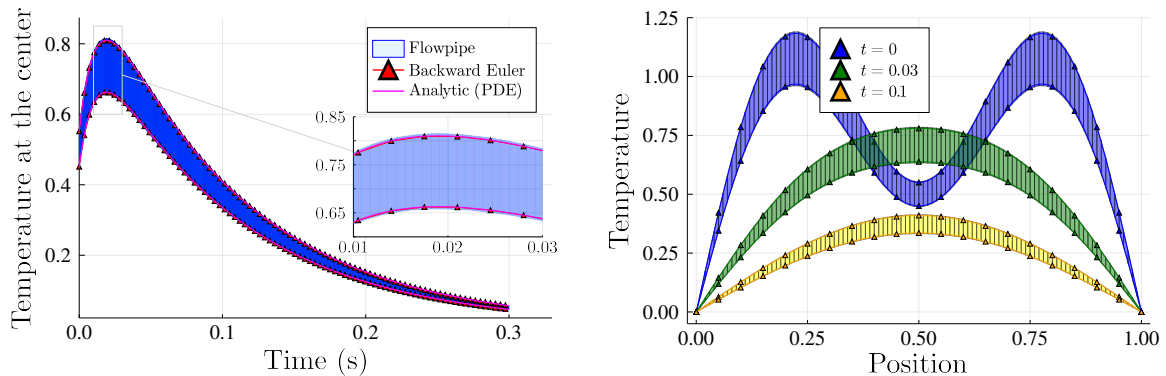 Temperature at the center
0.8
0.6
0.4
0.2
0.0
0.1
0.2
0.3
Time (s)
Flowpipe
Backward Euler
Analytic (PDE)
0.85
0.75
0.65
0.01
0.02
0.03
Temperature
1.25
1.00
0.75
0.50
0.25
0.00
0.00
0.25
0.50
0.75
1.00
Position
t = 0
t = 0.03
t = 0.1